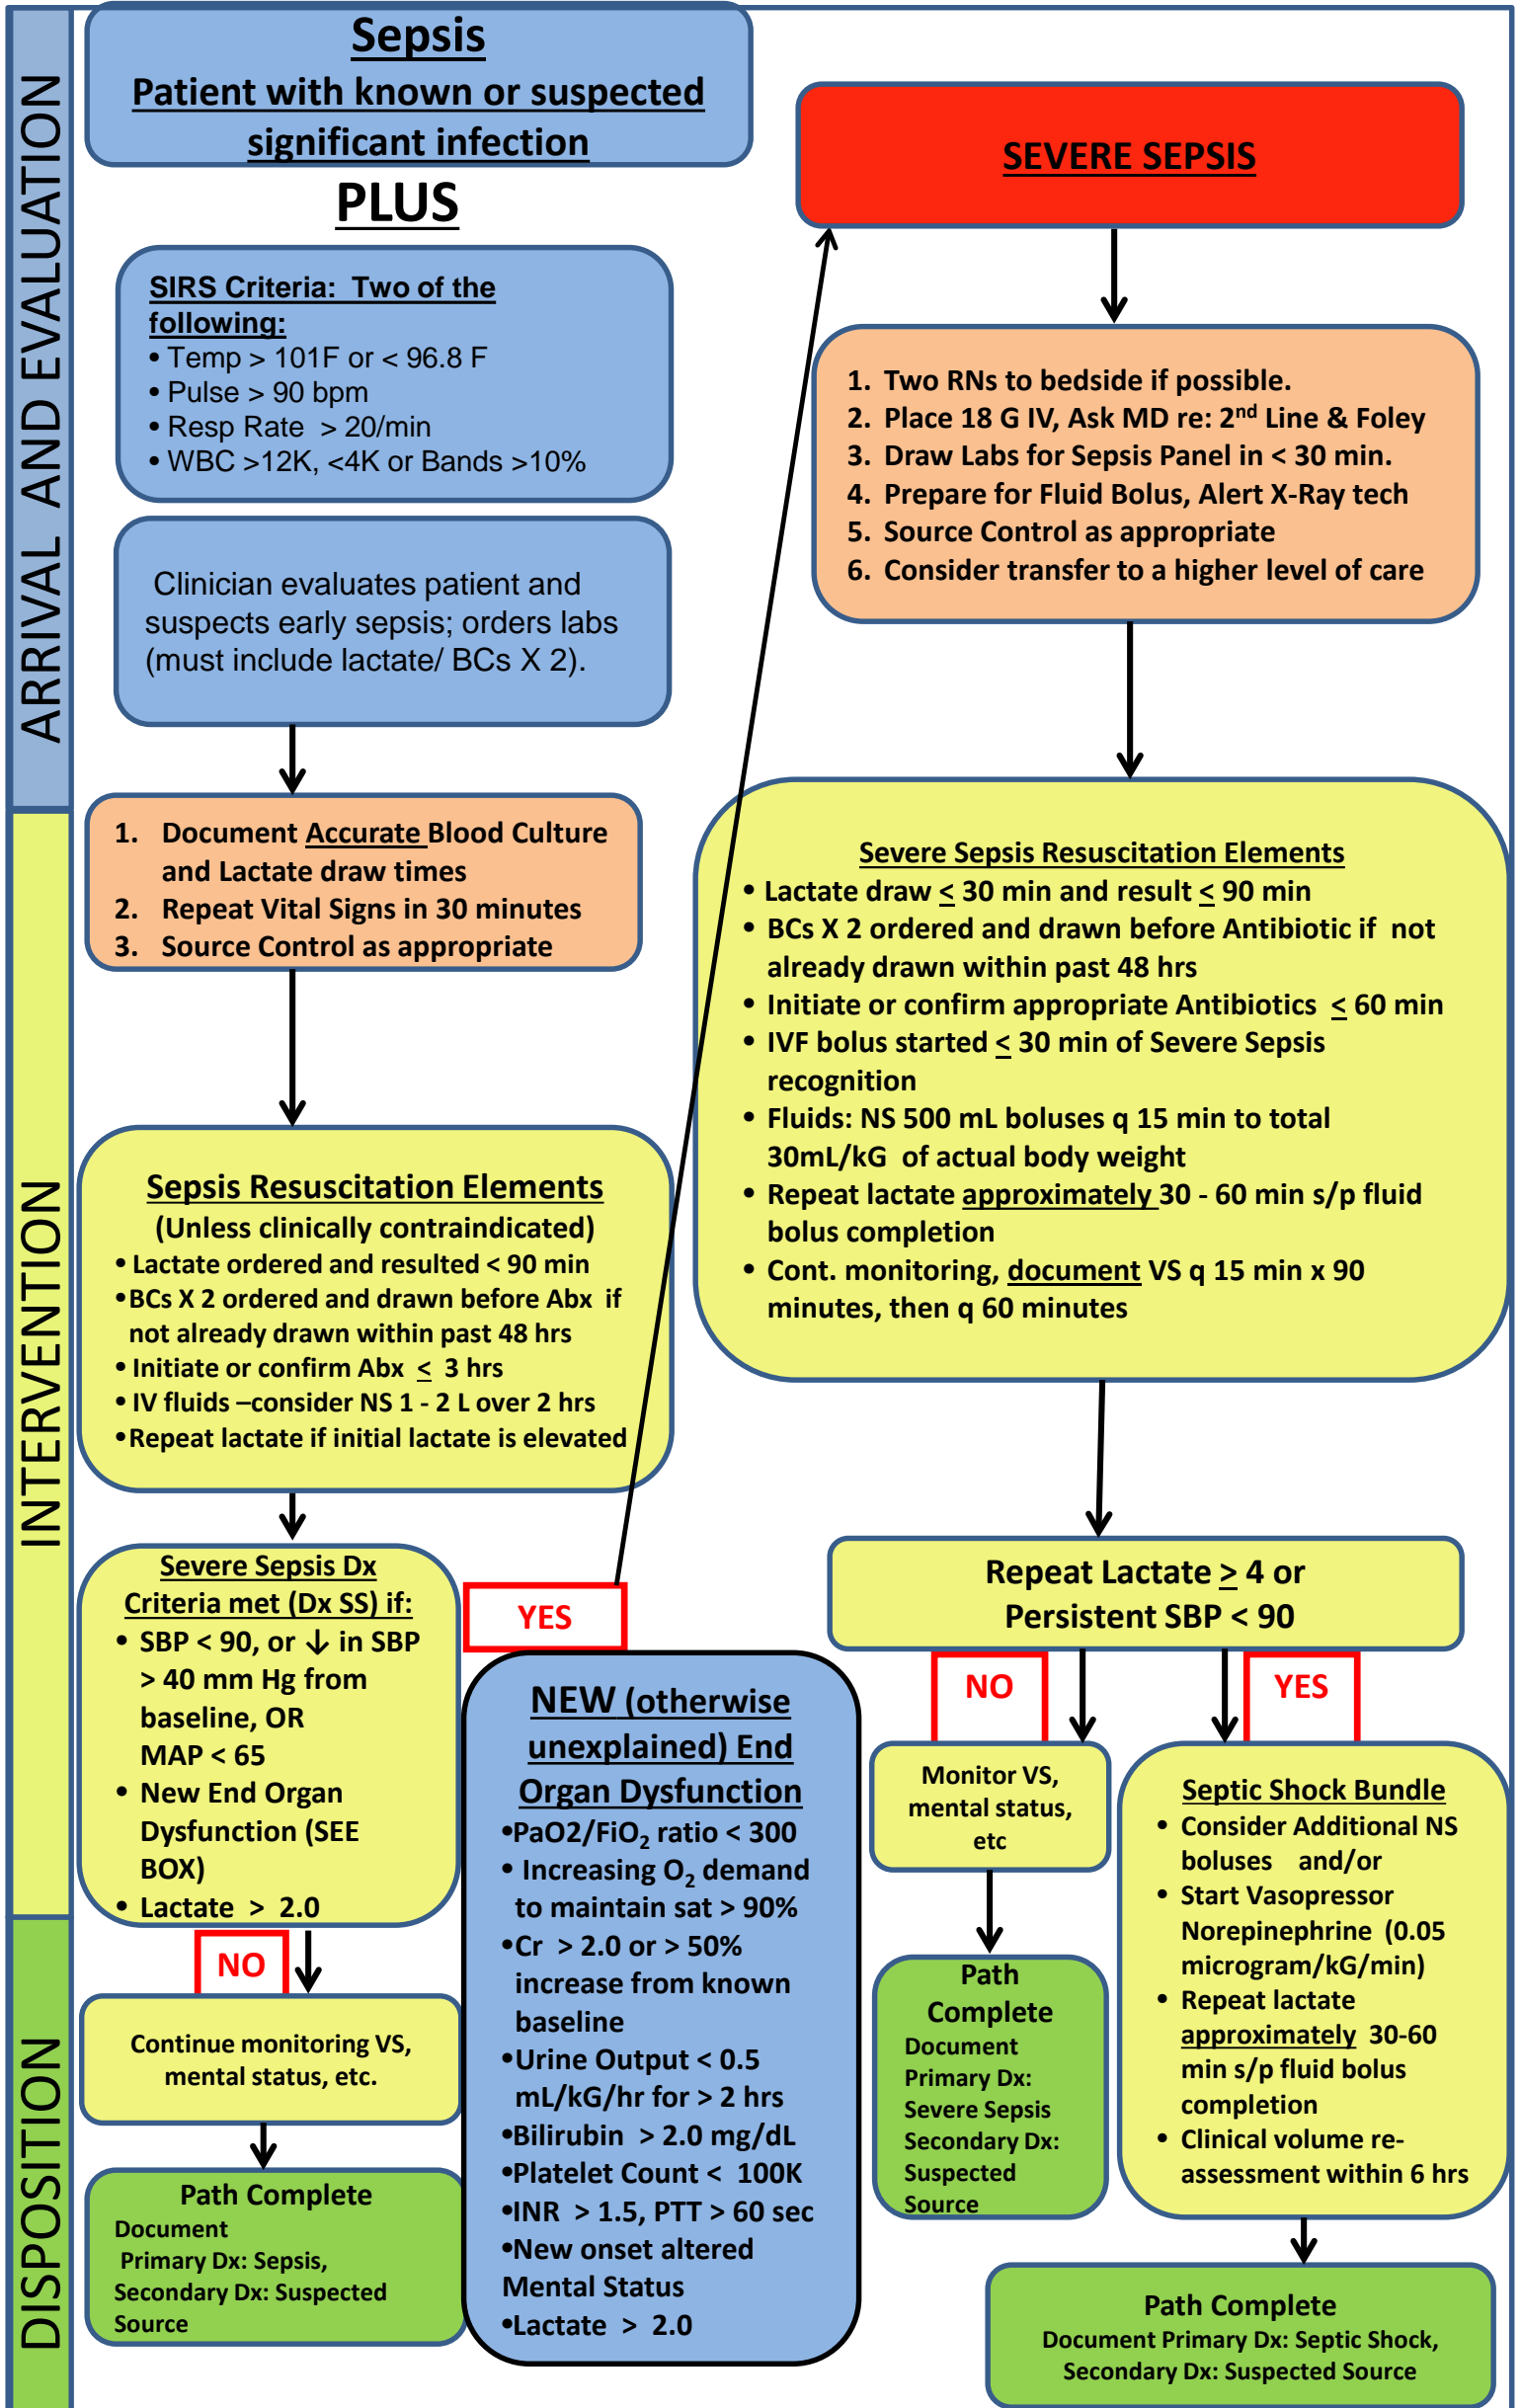 ARRIVAL AND EVALUATION
INTERVENTION
DISPOSITION
Sepsis
Patient with known or suspected
significant infection
PLUS
SIRS Criteria: Two of the
following:
• Temp > 101F or < 96.8 F
• Pulse > 90 bpm
• Resp Rate > 20/min
• WBC >12K, <4K or Bands >10%
Clinician evaluates patient and
suspects early sepsis; orders labs
(must include lactate/ BCs X 2).
1. Document Accurate Blood Culture
and Lactate draw times
2. Repeat Vital Signs in 30 minutes
3. Source Control as appropriate
Sepsis Resuscitation Elements
(Unless clinically contraindicated)
• Lactate ordered and resulted < 90 min
•BCs X 2 ordered and drawn before Abx if
not already drawn within past 48 hrs
• Initiate or confirm Abx ≤ 3 hrs
• IV fluids –consider NS 1 - 2 L over 2 hrs
•Repeat lactate if initial lactate is elevated
Severe Sepsis Dx
Criteria met (Dx SS) if:
• SBP < 90, or ↓ in SBP
> 40 mm Hg from
baseline, OR
MAP < 65
• New End Organ
Dysfunction (SEE
BOX)
• Lactate > 2.0
NO
Continue monitoring VS,
mental status, etc.
Path Complete
Document
Primary Dx: Sepsis,
Secondary Dx: Suspected
Source
YES
NEW (otherwise
unexplained) End
Organ Dysfunction
•PaO2/FiO₂ ratio < 300
• Increasing O₂ demand
to maintain sat > 90%
•Cr > 2.0 or > 50%
increase from known
baseline
•Urine Output < 0.5
mL/kG/hr for > 2 hrs
•Bilirubin > 2.0 mg/dL
•Platelet Count < 100K
•INR > 1.5, PTT > 60 sec
•New onset altered
Mental Status
•Lactate > 2.0
SEVERE SEPSIS
1. Two RNs to bedside if possible.
2. Place 18 G IV, Ask MD re: 2nd Line & Foley
3. Draw Labs for Sepsis Panel in < 30 min.
4. Prepare for Fluid Bolus, Alert X-Ray tech
5. Source Control as appropriate
6. Consider transfer to a higher level of care
Severe Sepsis Resuscitation Elements
• Lactate draw ≤ 30 min and result ≤ 90 min
• BCs X 2 ordered and drawn before Antibiotic if not
already drawn within past 48 hrs
• Initiate or confirm appropriate Antibiotics ≤ 60 min
• IVF bolus started ≤ 30 min of Severe Sepsis
recognition
• Fluids: NS 500 mL boluses q 15 min to total
30mL/kG of actual body weight
• Repeat lactate approximately 30 - 60 min s/p fluid
bolus completion
• Cont. monitoring, document VS q 15 min x 90
minutes, then q 60 minutes
Repeat Lactate ≥ 4 or
Persistent SBP < 90
NO
YES
Monitor VS,
mental status,
etc
Path
Complete
Document
Primary Dx:
Severe Sepsis
Secondary Dx:
Suspected
Source
Septic Shock Bundle
• Consider Additional NS
boluses and/or
• Start Vasopressor
Norepinephrine (0.05
microgram/kG/min)
• Repeat lactate
approximately 30-60
min s/p fluid bolus
completion
• Clinical volume re-
assessment within 6 hrs
Path Complete
Document Primary Dx: Septic Shock,
Secondary Dx: Suspected Source